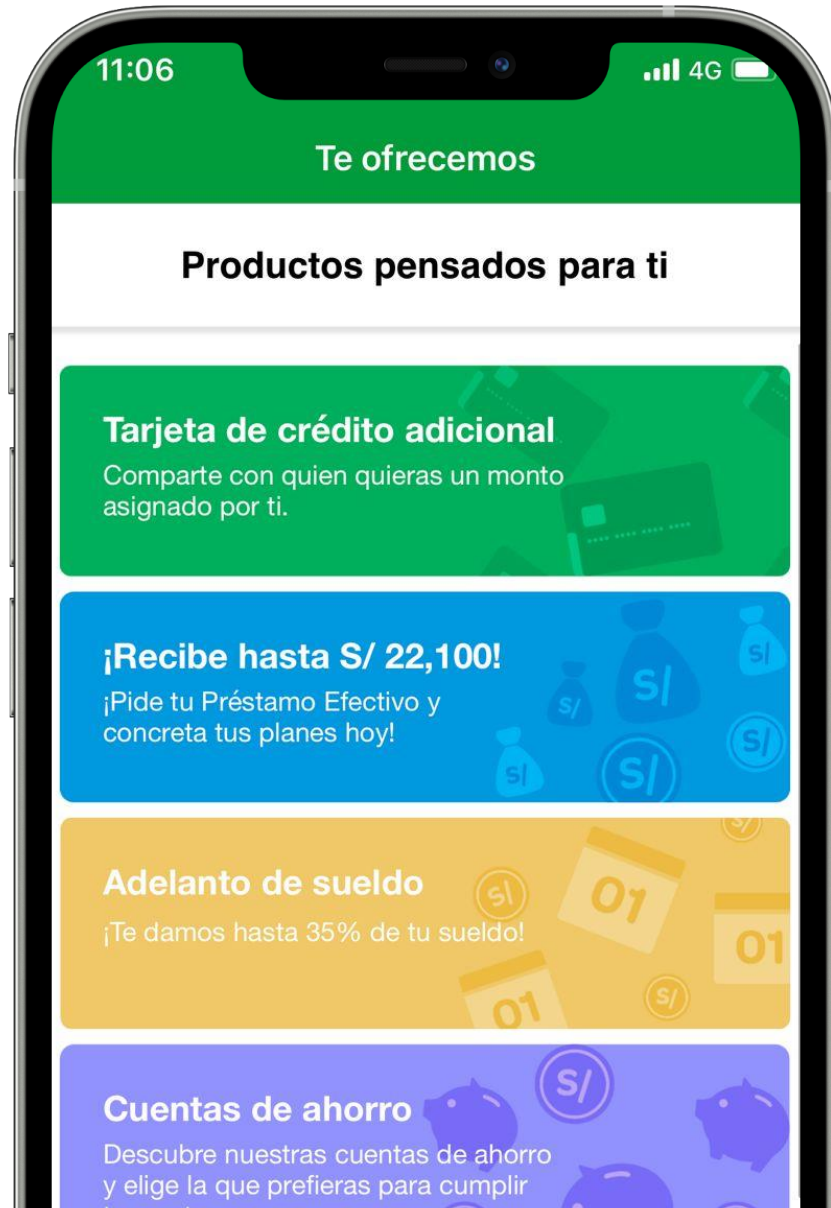 11:06
4G
Te ofrecemos
Productos pensados para ti
Tarjeta de crédito adicional
Comparte con quien quieras un monto
asignado por ti.
¡Recibe hasta S/ 22,100!
¡Pide tu Préstamo Efectivo y
concreta tus planes hoy!
S/
S/
S/
S/
S/
S/
Adelanto de sueldo
¡Te damos hasta 35% de tu sueldo!
S/
S/
01
01
01
S/
Cuentas de ahorro
Descubre nuestras cuentas de ahorro
y elige la que prefieras para cumplir
S/